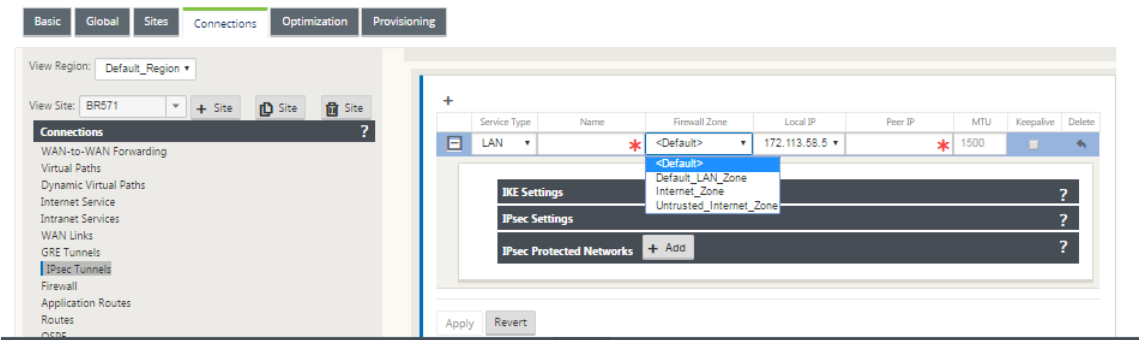 Basic Global Sites Connections Optimization Provisioning
View Region: Default_Region
View Site: BR571 + Site Site Site
Connections ?
WAN-to-WAN Forwarding
Virtual Paths
Dynamic Virtual Paths
Internet Service
Intranet Services
WAN Links
GRE Tunnels
IPsec Tunnels
Firewall
Application Routes
Routes
OSPF
+
Service Type Name Firewall Zone Local IP Peer IP MTU Keepalive Delete
LAN * <Default> 172.113.58.5 * 1500
<Default>
Default_LAN_Zone
Internet_Zone
Untrusted_Internet_Zone
IKE Settings ?
IPsec Settings ?
IPsec Protected Networks + Add ?
Apply Revert